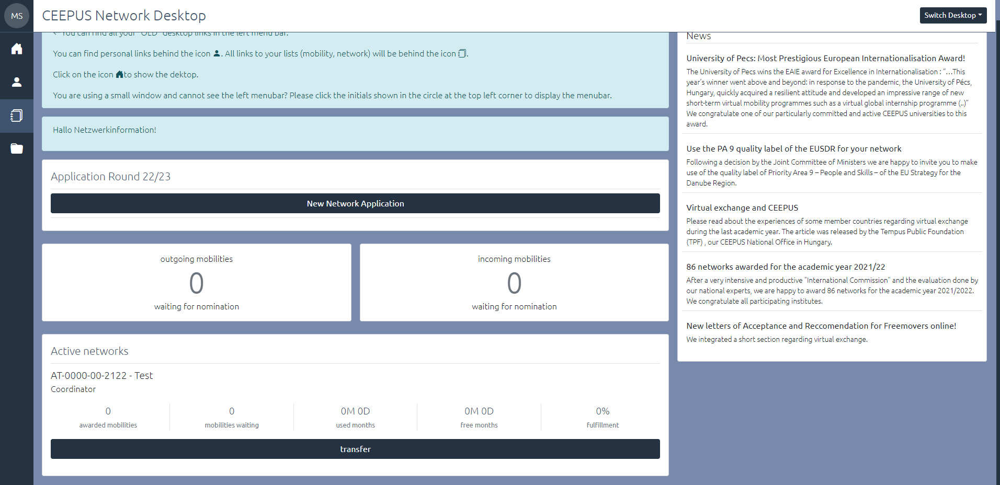 MS
CEEPUS Network Desktop
Switch Desktop
You can find all your "OLD" desktop links in the left menu bar.
You can find personal links behind the icon . All links to your lists (mobility, network) will be behind the icon .
Click on the icon to show the dektop.
You are using a small window and cannot see the left menubar? Please click the initials shown in the circle at the top left corner to display the menubar.
Hallo Netzwerkinformation!
Application Round 22/23
New Network Application
outgoing mobilities
0
waiting for nomination
incoming mobilities
0
waiting for nomination
Active networks
AT-0000-00-2122 - Test
Coordinator
0
awarded mobilities
0
mobilities waiting
0M 0D
used months
0M 0D
free months
0%
fulfillment
transfer
News
University of Pecs: Most Prestigious European Internationalisation Award!
The University of Pecs wins the EAIE award for Excellence in Internationalisation : “…This
year’s winner went above and beyond: in response to the pandemic, the University of Pécs,
Hungary, quickly acquired a resilient attitude and developed an impressive range of new
short-term virtual mobility programmes such as a virtual global internship programme (..)”
We congratulate one of our particularly committed and active CEEPUS universities to this
award.
Use the PA 9 quality label of the EUSDR for your network
Following a decision by the Joint Committee of Ministers we are happy to invite you to make
use of the quality label of Priority Area 9 – People and Skills – of the EU Strategy for the
Danube Region.
Virtual exchange and CEEPUS
Please read about the experiences of some member countries regarding virtual exchange
during the last academic year. The article was released by the Tempus Public Foundation
(TPF) , our CEEPUS National Office in Hungary.
86 networks awarded for the academic year 2021/22
After a very intensive and productive "International Commission" and the evaluation done by
our national experts, we are happy to award 86 networks for the academic year 2021/2022.
We congratulate all participating institutes.
New letters of Acceptance and Reccomendation for Freemovers online!
We integrated a short section regarding virtual exchange.